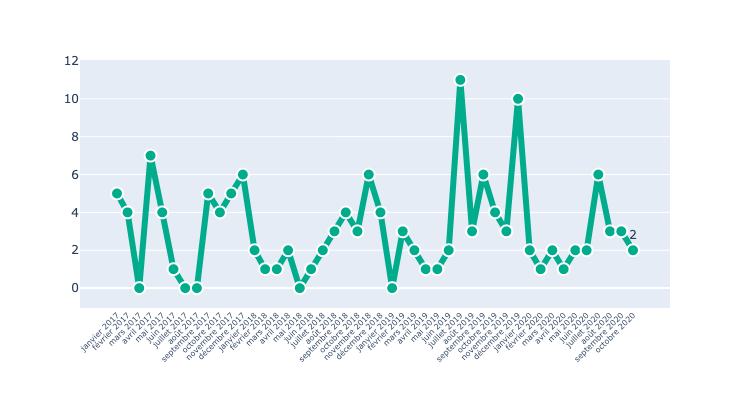 12
10
8
6
4
2
0
2
janvier 2017
février 2017
mars 2017
avril 2017
mai 2017
juin 2017
juillet 2017
août 2017
septembre 2017
octobre 2017
novembre 2017
décembre 2017
janvier 2018
février 2018
mars 2018
avril 2018
mai 2018
juin 2018
juillet 2018
août 2018
septembre 2018
octobre 2018
novembre 2018
décembre 2018
janvier 2019
février 2019
mars 2019
avril 2019
mai 2019
juin 2019
juillet 2019
août 2019
septembre 2019
octobre 2019
novembre 2019
décembre 2019
janvier 2020
février 2020
mars 2020
avril 2020
mai 2020
juin 2020
juillet 2020
août 2020
septembre 2020
octobre 2020